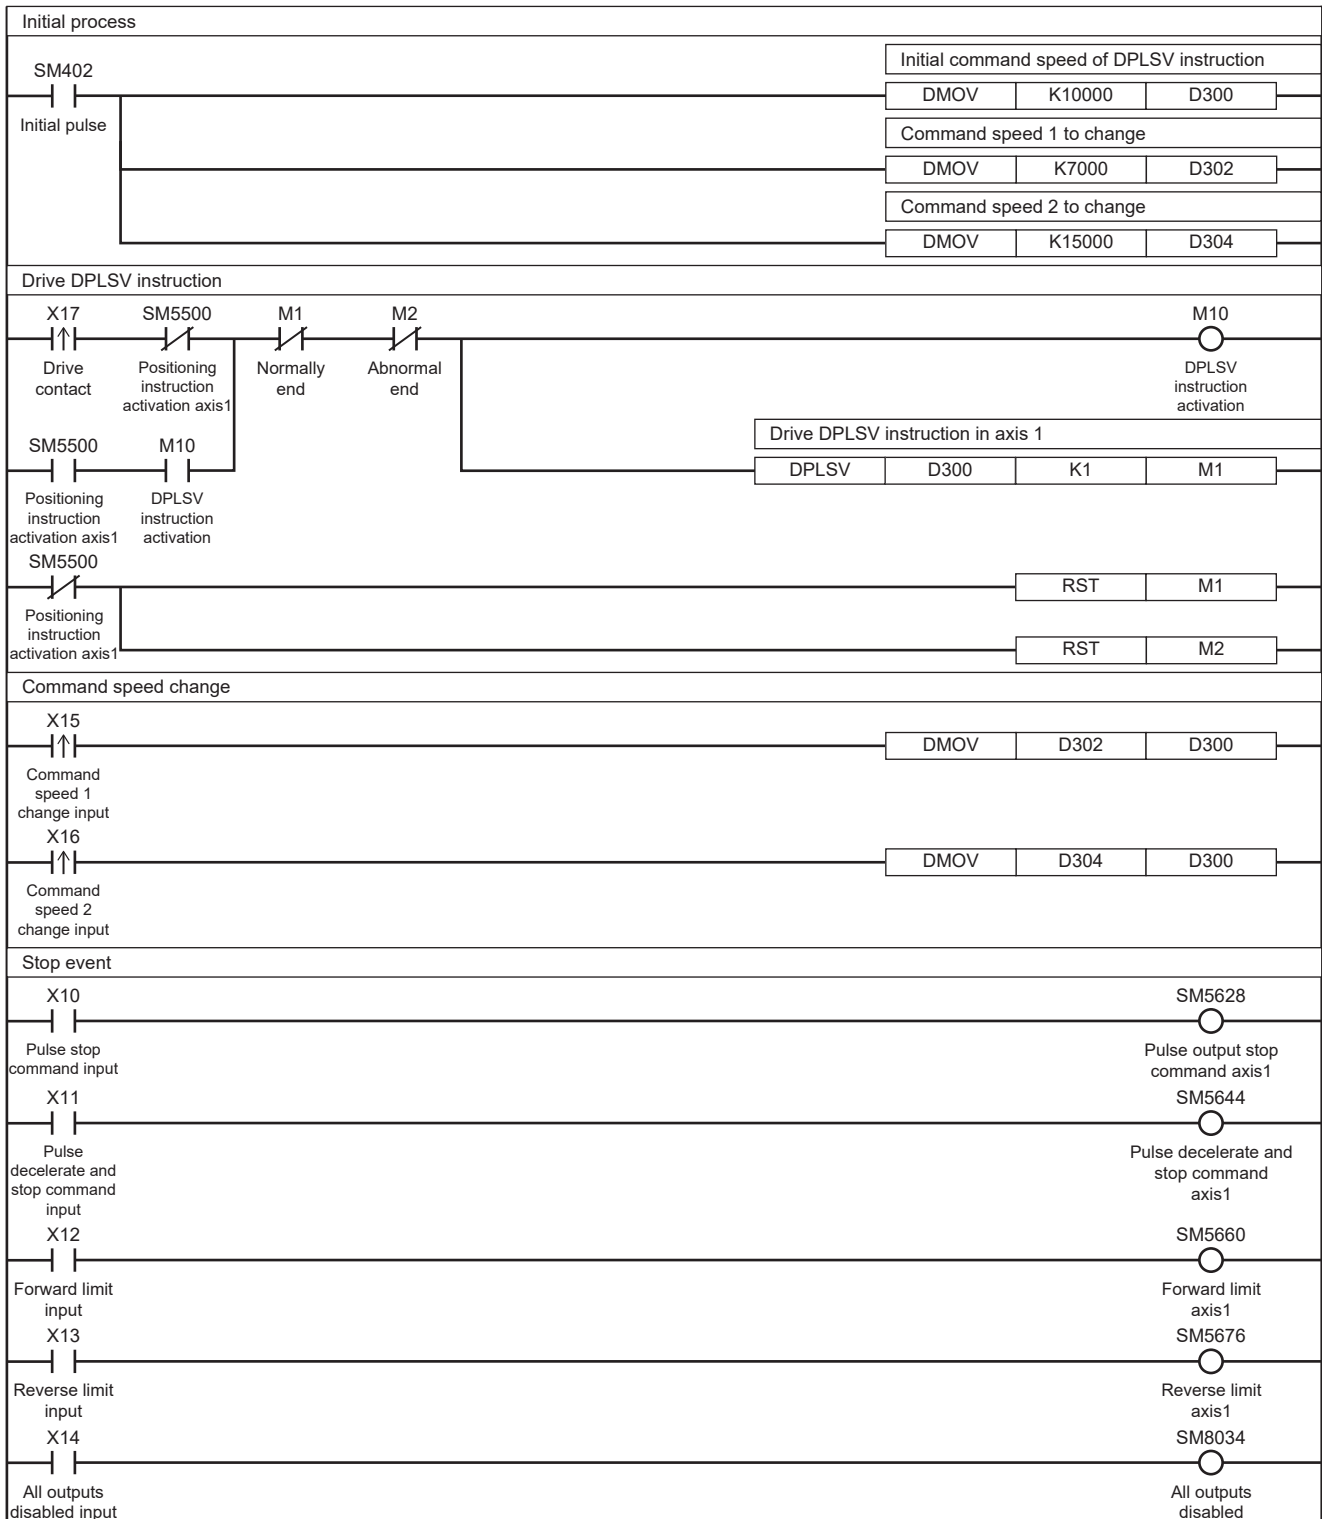 Initial process
Initial command speed of DPLSV instruction
SM402
DMOV K10000 D300
Initial pulse
Command speed 1 to change
DMOV K7000 D302
Command speed 2 to change
DMOV K15000 D304
Drive DPLSV instruction
X17 SM5500 M1 M2 M10
Drive Positioning Normally Abnormal DPLSV
contact instruction end end instruction
activation axis1 activation
Drive DPLSV instruction in axis 1
SM5500 M10
DPLSV D300 K1 M1
Positioning DPLSV
instruction instruction
activation axis1 activation
SM5500
RST M1
Positioning
instruction
activation axis1
RST M2
Command speed change
X15
DMOV D302 D300
Command
speed 1
change input
X16
DMOV D304 D300
Command
speed 2
change input
Stop event
X10 SM5628
Pulse stop Pulse output stop
command input command axis1
X11 SM5644
Pulse Pulse decelerate and
decelerate and stop command
stop command axis1
input
X12 SM5660
Forward limit Forward limit
input axis1
X13 SM5676
Reverse limit Reverse limit
input axis1
X14 SM8034
All outputs All outputs
disabled input disabled